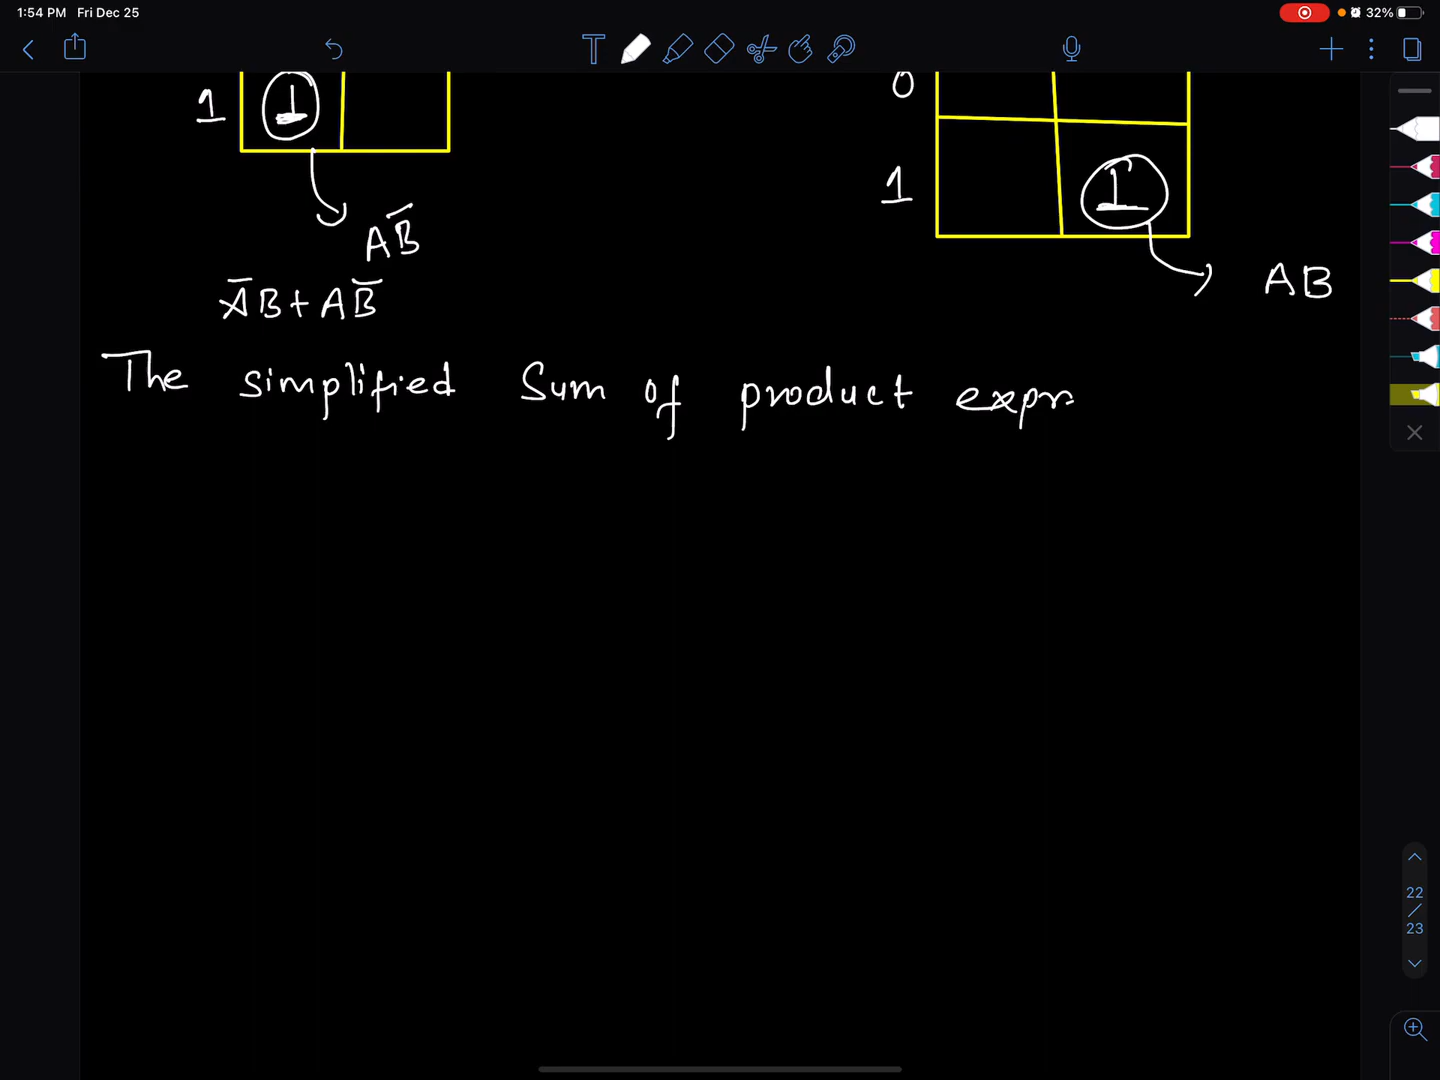 1:54 PM Fri Dec 25 32%
1 1 0
1 1
AB̅
A̅B + AB̅ AB
The simplified Sum of product expr
22
/
23